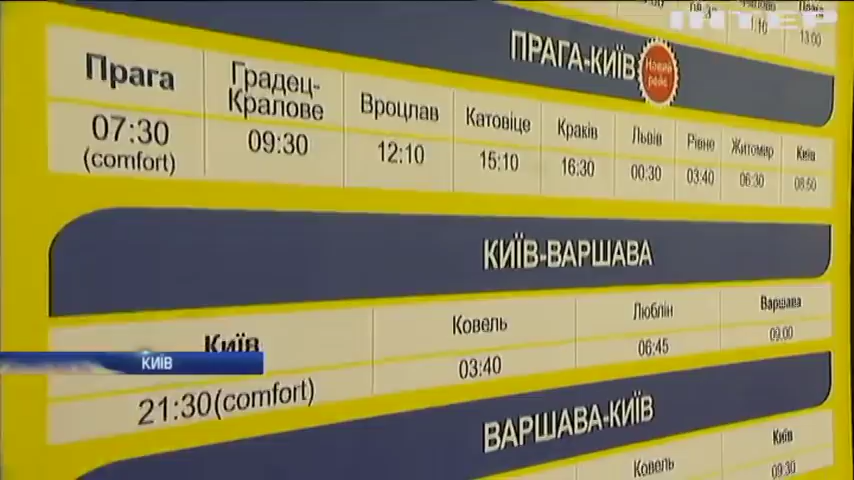 ІНТЕР
13:00
ПРАГА-КИЇВ
Новий рейс
Прага Градец-Кралове Вроцлав Катовіце Краків Львів Рівне Житомир Київ
07:30 (comfort) 09:30 12:10 15:10 16:30 00:30 03:40 06:30 08:50
КИЇВ-ВАРШАВА
Київ Ковель Люблін Варшава
21:30(comfort) 03:40 06:45 09:00
КИЇВ
ВАРШАВА-КИЇВ
Ковель Київ
09:30